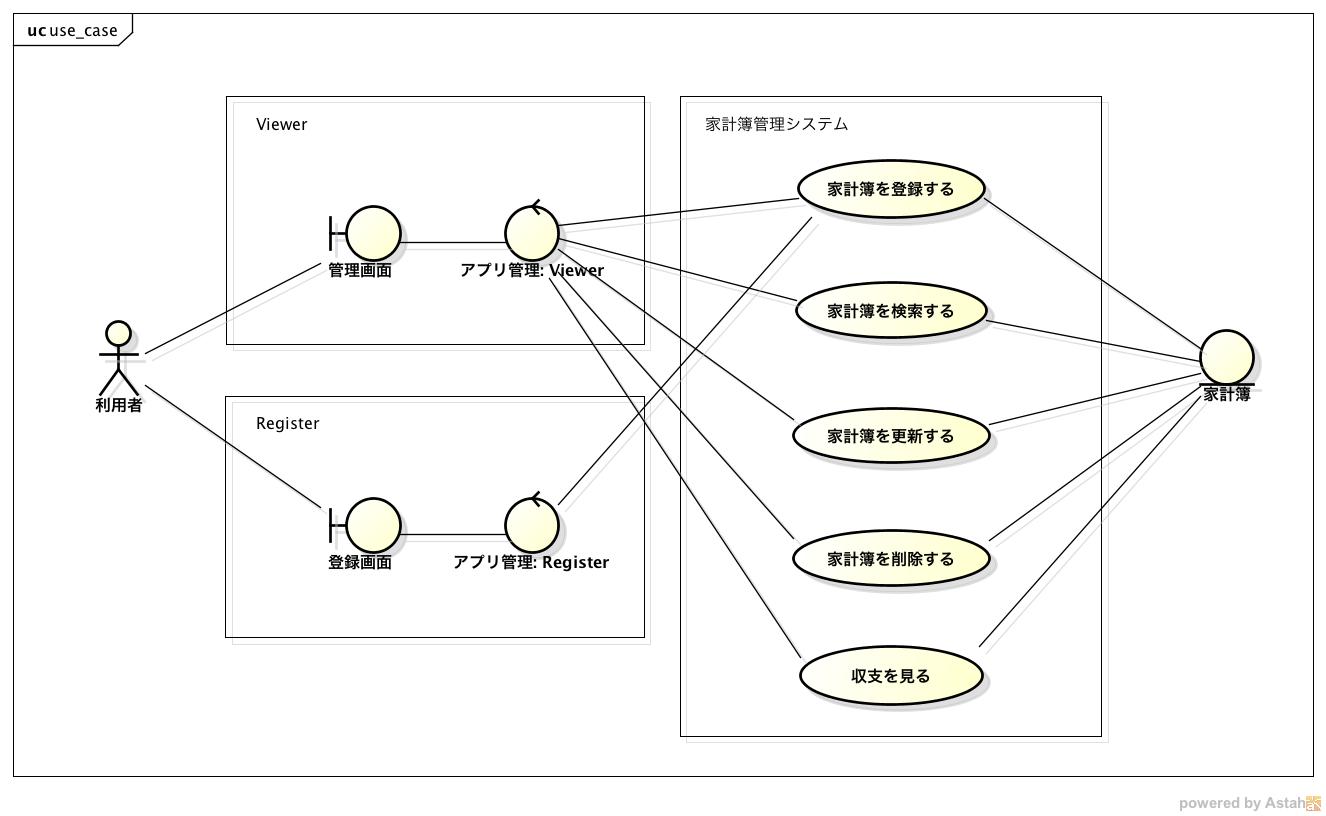 uc use_case
Viewer
家計簿管理システム
家計簿を登録する
管理画面
アプリ管理: Viewer
家計簿を検索する
利用者
家計簿
Register
家計簿を更新する
登録画面
アプリ管理: Register
家計簿を削除する
収支を見る
powered by Astah